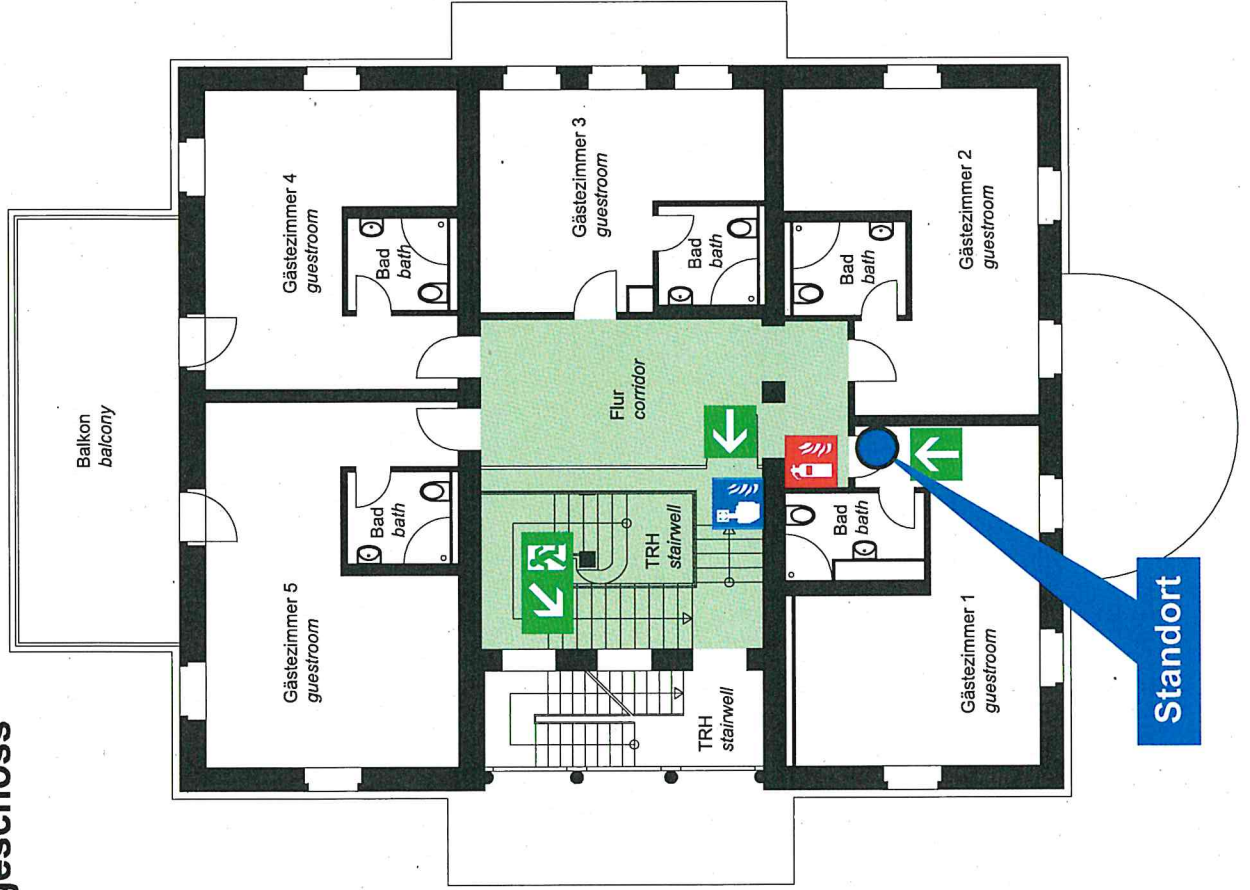 geschoss
Balkon
balcony
Gästezimmer 5
guestroom
Bad
bath
Gästezimmer 4
guestroom
Bad
bath
TRH
stairwell
TRH
stairwell
Flur
corridor
Gästezimmer 3
guestroom
Bad
bath
Gästezimmer 1
guestroom
Bad
bath
Gästezimmer 2
guestroom
Bad
bath
Standort